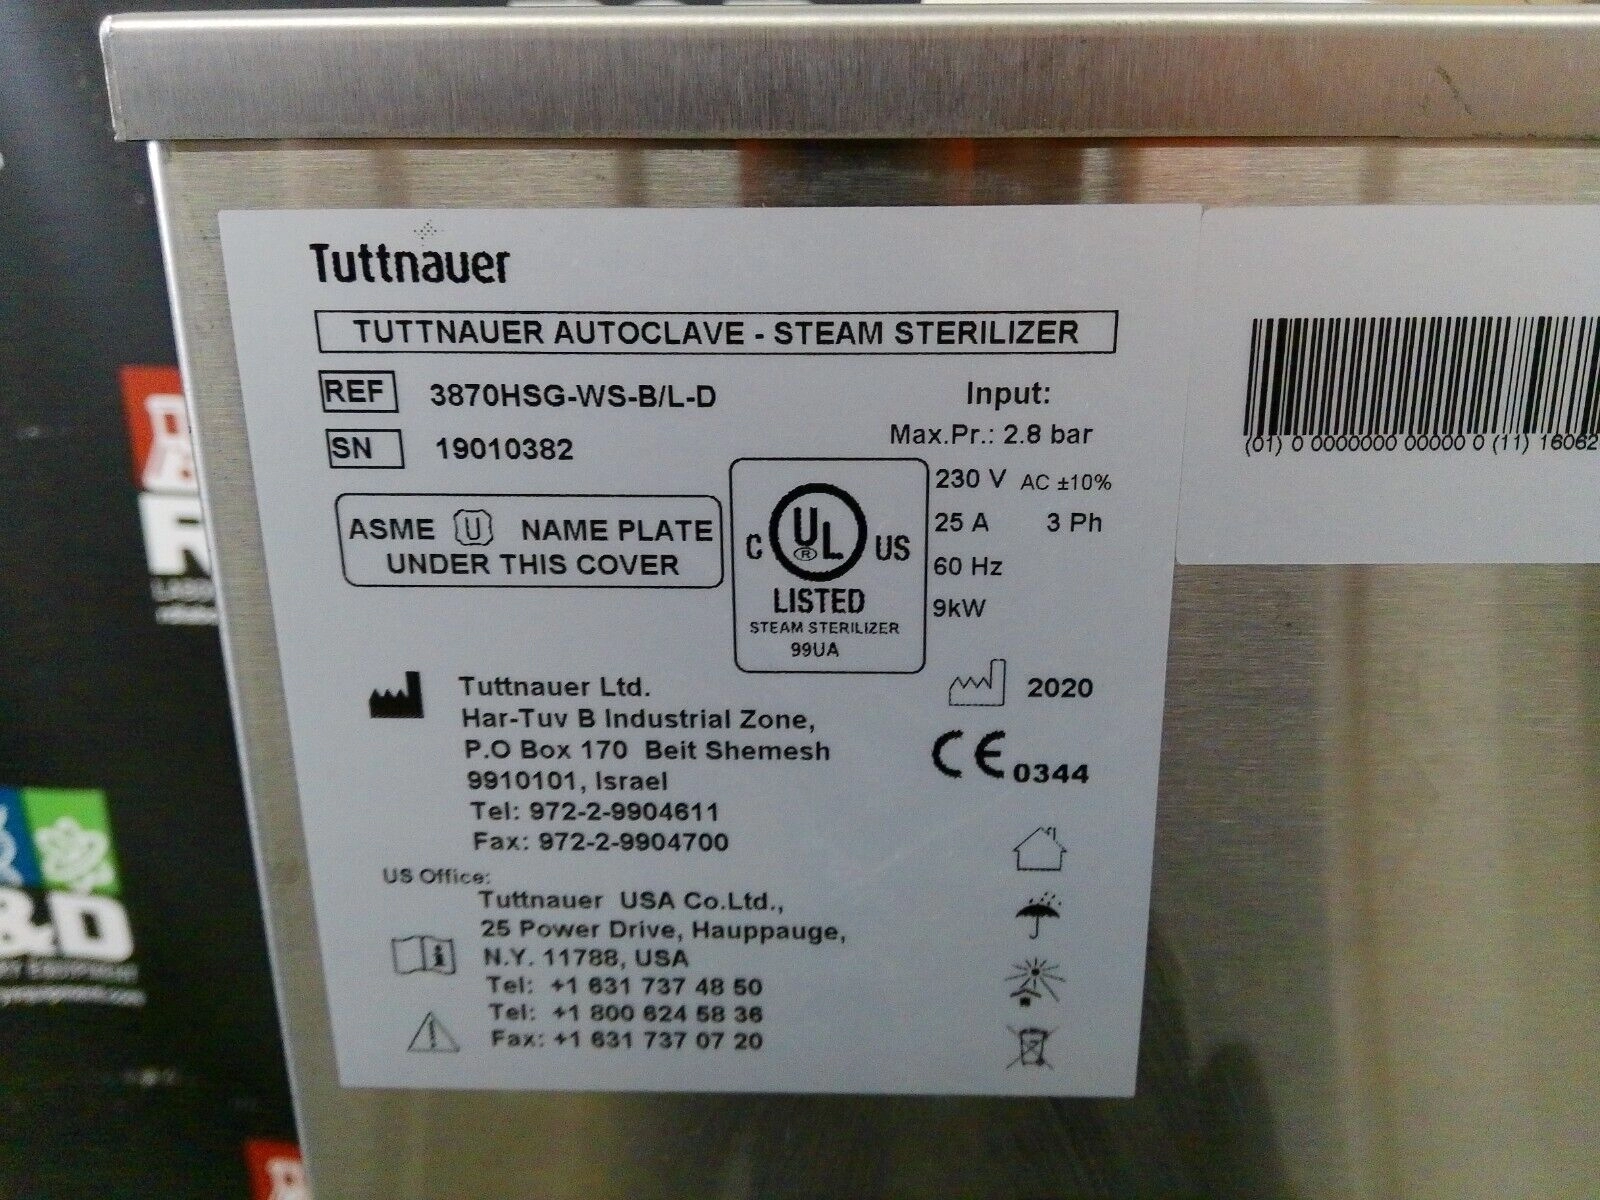 Tuttnauer
TUTTNAUER AUTOCLAVE - STEAM STERILIZER
REF 3870HSG-WS-B/L-D
SN 19010382
Input:
Max.Pr.: 2.8 bar
230 V AC ±10%
25 A 3 Ph
60 Hz
9kW
ASME U NAME PLATE
UNDER THIS COVER
C UL ® US
LISTED
STEAM STERILIZER
99UA
Tuttnauer Ltd.
Har-Tuv B Industrial Zone,
P.O Box 170 Beit Shemesh
9910101, Israel
Tel: 972-2-9904611
Fax: 972-2-9904700
2020
CE 0344
US Office:
Tuttnauer USA Co.Ltd.,
25 Power Drive, Hauppauge,
N.Y. 11788, USA
Tel: +1 631 737 48 50
Tel: +1 800 624 58 36
Fax: +1 631 737 07 20
(01) 0 0000000 00000 0 (11) 16062
&D